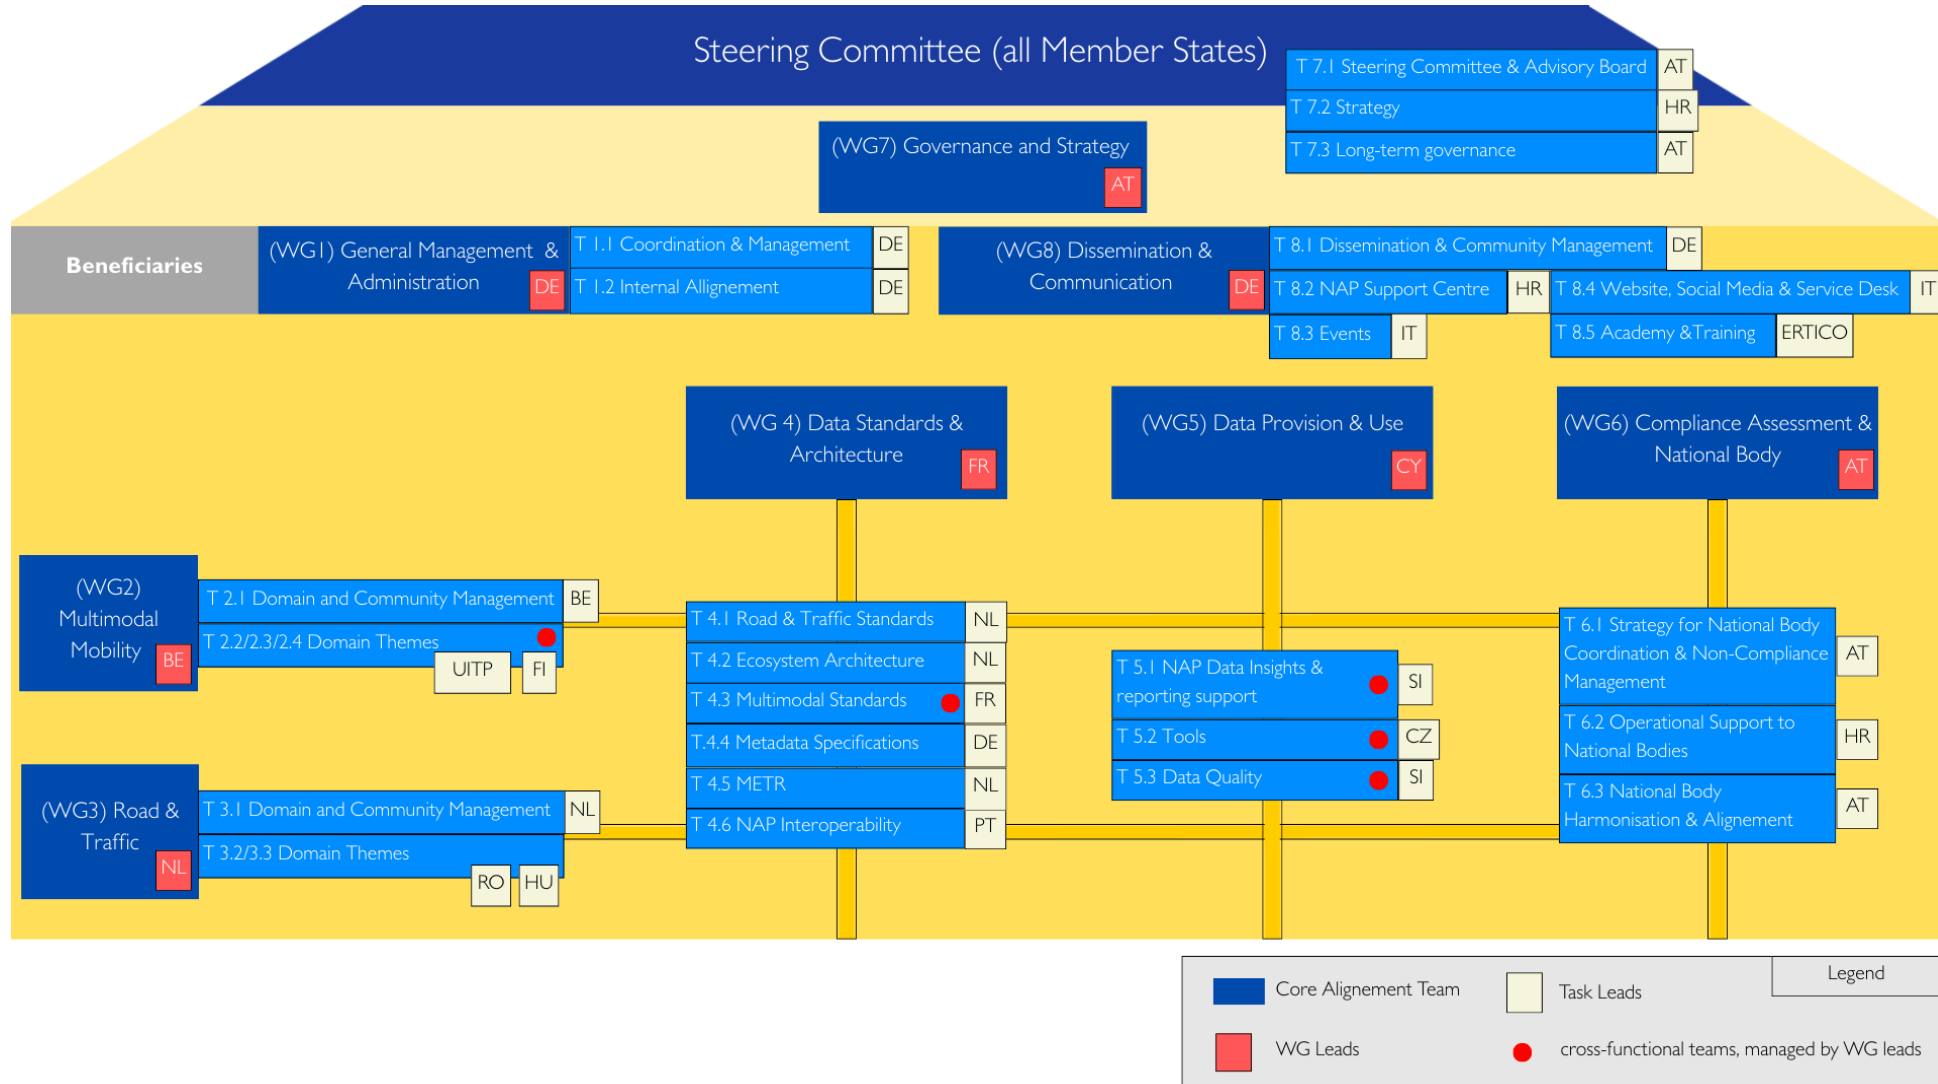 Steering Committee (all Member States)
T 7.1 Steering Committee & Advisory Board
AT
T 7.2 Strategy
HR
T 7.3 Long-term governance
AT
(WG7) Governance and Strategy
AT
Beneficiaries
(WG1) General Management &
Administration
DE
T 1.1 Coordination & Management
DE
T 1.2 Internal Allignement
DE
(WG8) Dissemination &
Communication
DE
T 8.1 Dissemination & Community Management
DE
T 8.2 NAP Support Centre
HR
T 8.4 Website, Social Media & Service Desk
IT
T 8.3 Events
IT
T 8.5 Academy &Training
ERTICO
(WG 4) Data Standards &
Architecture
FR
(WG5) Data Provision & Use
CY
(WG6) Compliance Assessment &
National Body
AT
(WG2)
Multimodal
Mobility
BE
T 2.1 Domain and Community Management
BE
T 2.2/2.3/2.4 Domain Themes
UITP
FI
T 4.1 Road & Traffic Standards
NL
T 4.2 Ecosystem Architecture
NL
T 4.3 Multimodal Standards
FR
T.4.4 Metadata Specifications
DE
T 4.5 METR
NL
T 4.6 NAP Interoperability
PT
T 5.1 NAP Data Insights &
reporting support
SI
T 5.2 Tools
CZ
T 5.3 Data Quality
SI
T 6.1 Strategy for National Body
Coordination & Non-Compliance
Management
AT
T 6.2 Operational Support to
National Bodies
HR
T 6.3 National Body
Harmonisation & Alignement
AT
(WG3) Road &
Traffic
NL
T 3.1 Domain and Community Management
NL
T 3.2/3.3 Domain Themes
RO
HU
Legend
Core Alignement Team
Task Leads
WG Leads
cross-functional teams, managed by WG leads